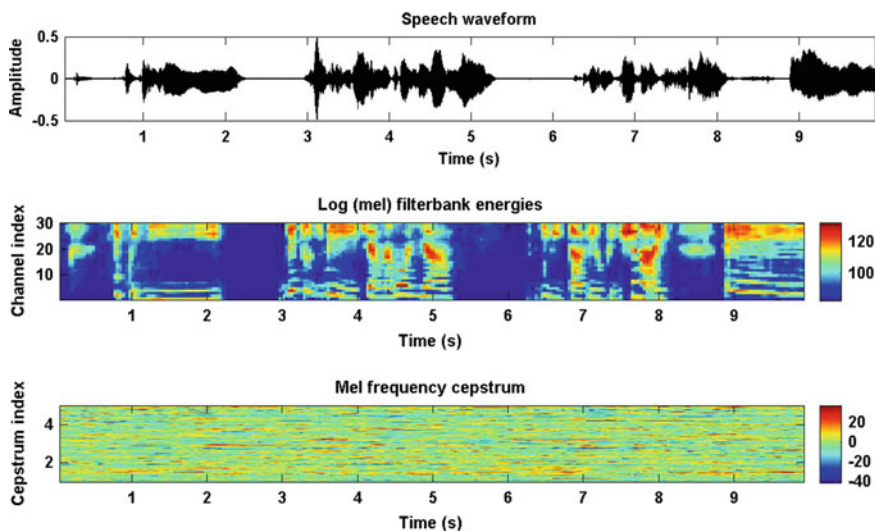 Speech waveform
0.5
0
-0.5
Amplitude
1 2 3 4 5 6 7 8 9
Time (s)
Log (mel) filterbank energies
30
20
10
Channel index
120
100
1 2 3 4 5 6 7 8 9
Time (s)
Mel frequency cepstrum
4
2
Cepstrum index
20
0
-20
-40
1 2 3 4 5 6 7 8 9
Time (s)